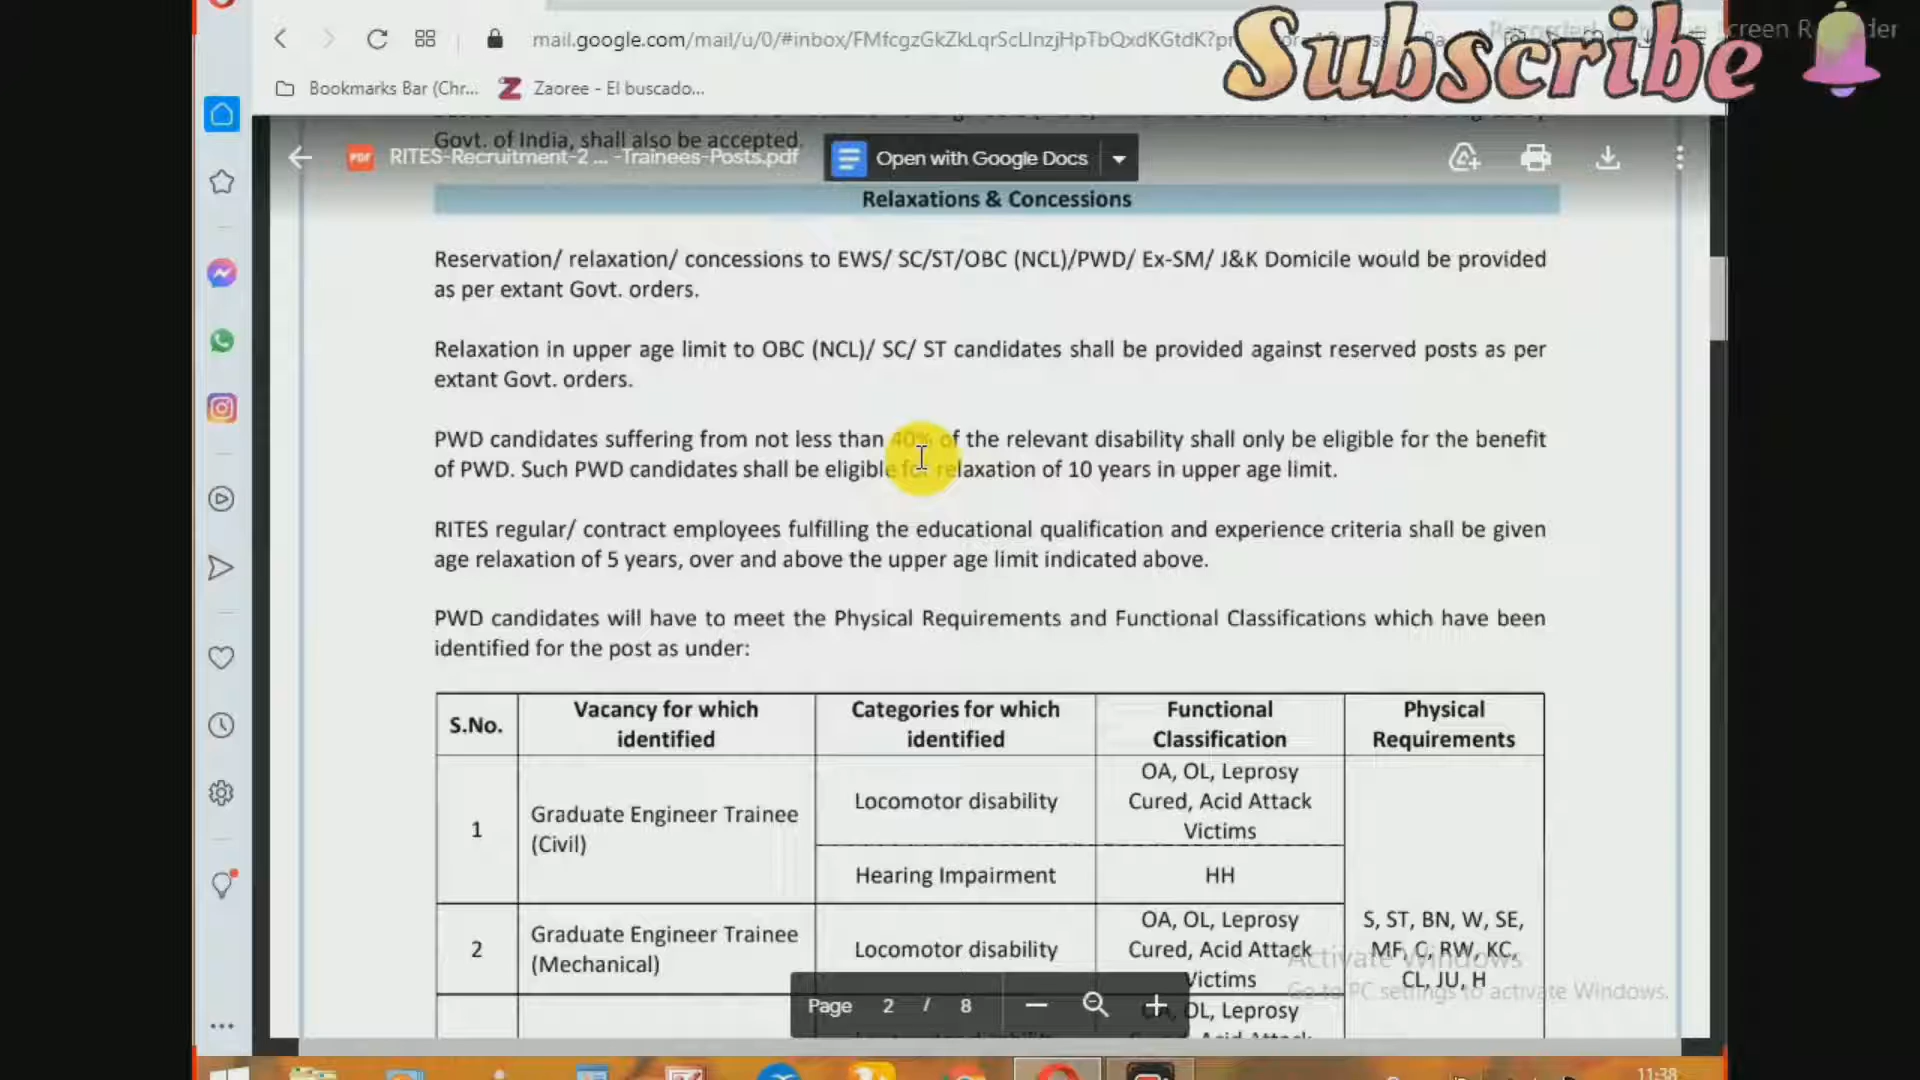 mail.google.com/mail/u/0/#inbox/
Subscribe
Bookmarks Bar (Chr...
Zaoree - El buscado...
Govt. of India, shall also be accepted.
RITES-Recruitment-2 ... -Trainees-Posts.pdf
PDF
Open with Google Docs
Relaxations & Concessions
Reservation/ relaxation/ concessions to EWS/ SC/ST/OBC (NCL)/PWD/ Ex-SM/ J&K Domicile would be provided
as per extant Govt. orders.
Relaxation in upper age limit to OBC (NCL)/ SC/ ST candidates shall be provided against reserved posts as per
extant Govt. orders.
PWD candidates suffering from not less than 40% of the relevant disability shall only be eligible for the benefit
of PWD. Such PWD candidates shall be eligible for relaxation of 10 years in upper age limit.
RITES regular/ contract employees fulfilling the educational qualification and experience criteria shall be given
age relaxation of 5 years, over and above the upper age limit indicated above.
PWD candidates will have to meet the Physical Requirements and Functional Classifications which have been
identified for the post as under:
S.No.
Vacancy for which
identified
Categories for which
identified
Functional
Classification
Physical
Requirements
1
Graduate Engineer Trainee
(Civil)
Locomotor disability
OA, OL, Leprosy
Cured, Acid Attack
Victims
Hearing Impairment
HH
2
Graduate Engineer Trainee
(Mechanical)
Locomotor disability
OA, OL, Leprosy
Cured, Acid Attack
Victims
S, ST, BN, W, SE,
MF, C, RW, KC,
CL, JU, H
OA, OL, Leprosy
Activate Windows
Go to PC settings to activate Windows.
Page 2 / 8
11:38